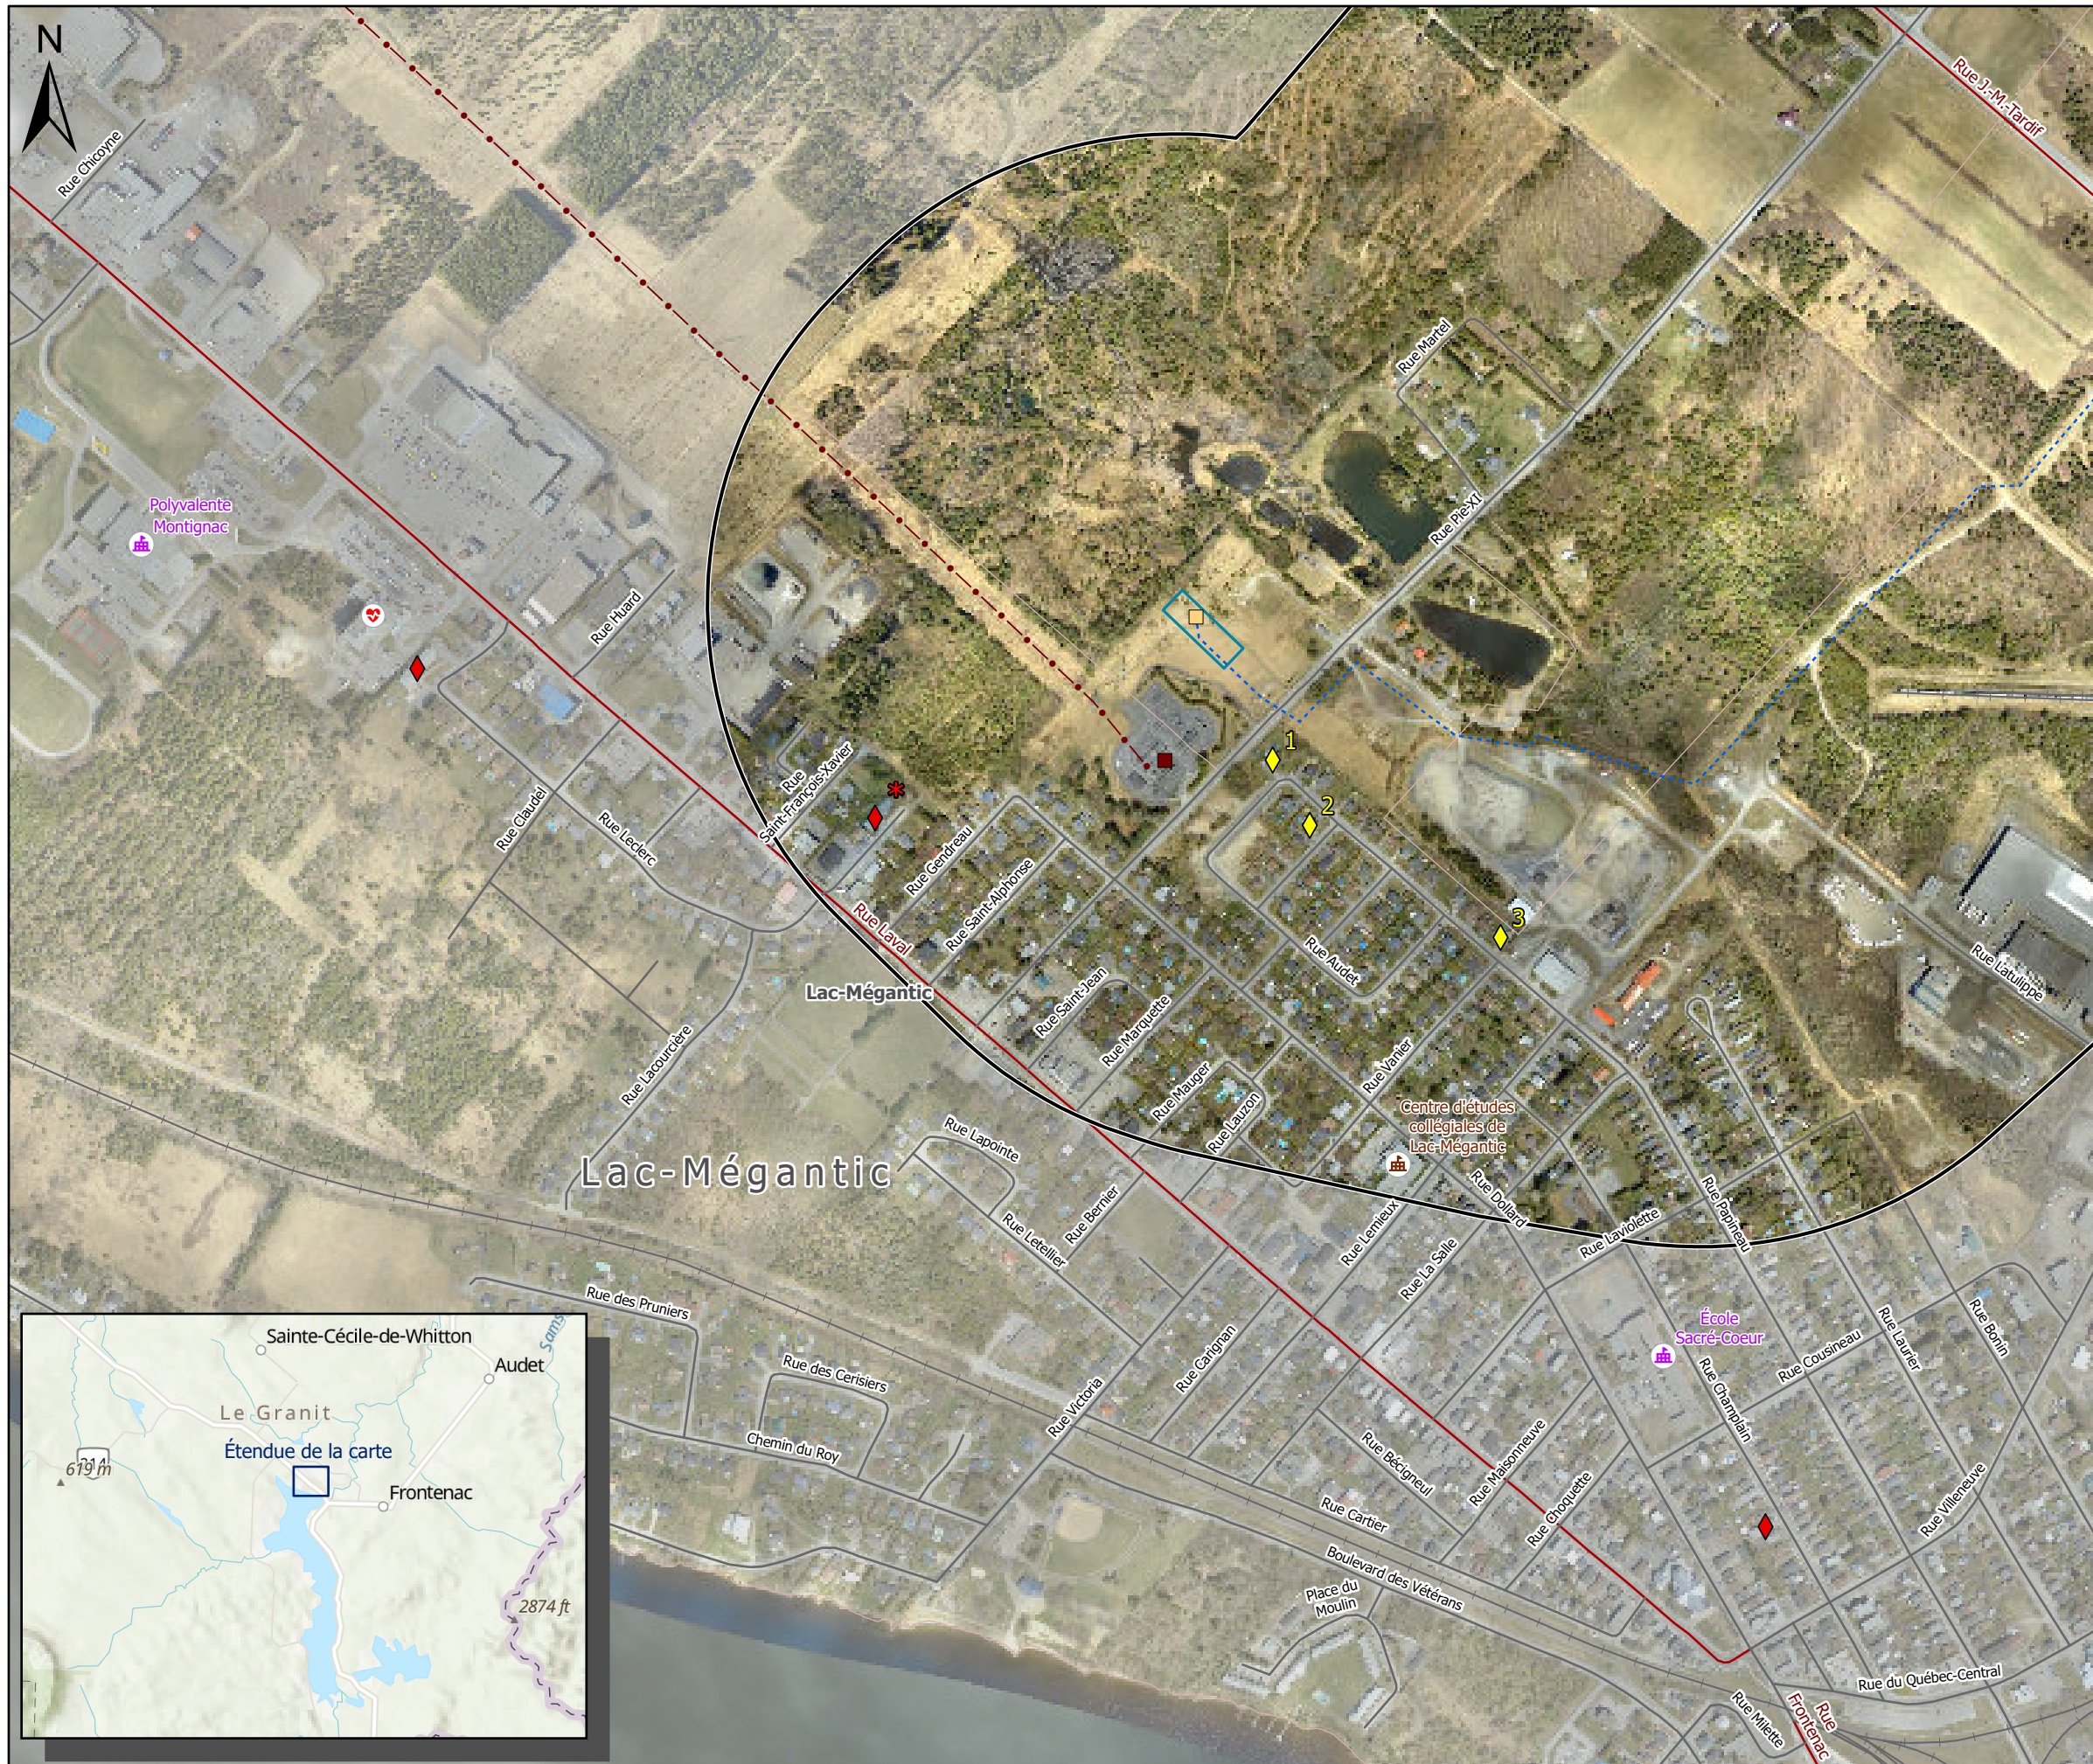 N
Rue Chicoyne
Rue J.-M.-Tardif
Rue Martel
Rue Pie-XI
Polyvalente
Montignac
Rue Huard
1
2
3
Rue
Saint-François-Xavier
Rue Claudel
Rue Leclerc
Rue Gendreau
Rue Saint-Alphonse
Rue Laval
Rue Audet
Rue Latulippe
Lac-Mégantic
Rue Saint-Jean
Rue Marquette
Rue Lacourcière
Rue Mauger
Rue Vanier
Rue Lauzon
Centre d'études
collégiales de
Lac-Mégantic
Rue Lapointe
Lac-Mégantic
Rue Bernier
Rue Letellier
Rue Lemieux
Rue Dollard
Rue La Salle
Rue Laviolette
Rue Papineau
Rue des Pruniers
Rue des Cerisiers
Rue Carignan
Rue Victoria
Chemin du Roy
École
Sacré-Coeur
Rue Cousineau
Rue Laurier
Rue Bonin
Rue Champlain
Rue Bécigneul
Rue Maisonneuve
Rue Choquette
Rue Villeneuve
Rue Cartier
Boulevard des Vétérans
Place du
Moulin
Rue du Québec-Central
Rue Milette
Rue
Frontenac
Sainte-Cécile-de-Whitton
Audet
Le Granit
Étendue de la carte
619 m
Frontenac
2874 ft